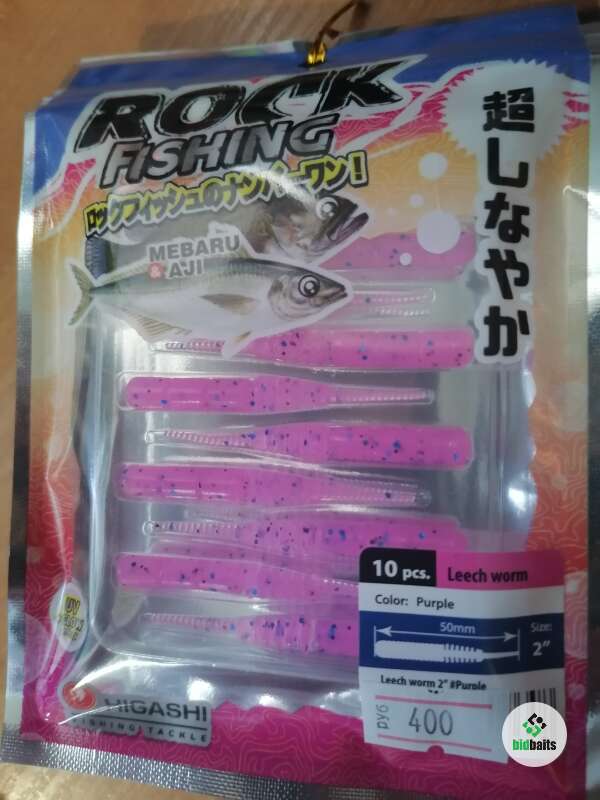 ROCK
FISHING
ロックフィッシュのナンバーワン!
超しなやか
MEBARU
& AJI
10 pcs. Leech worm
Color: Purple
50mm
Size:
2"
Leech worm 2" #Purple
руб 400
UV
HIGASHI
FISHING TACKLE
bidbaits